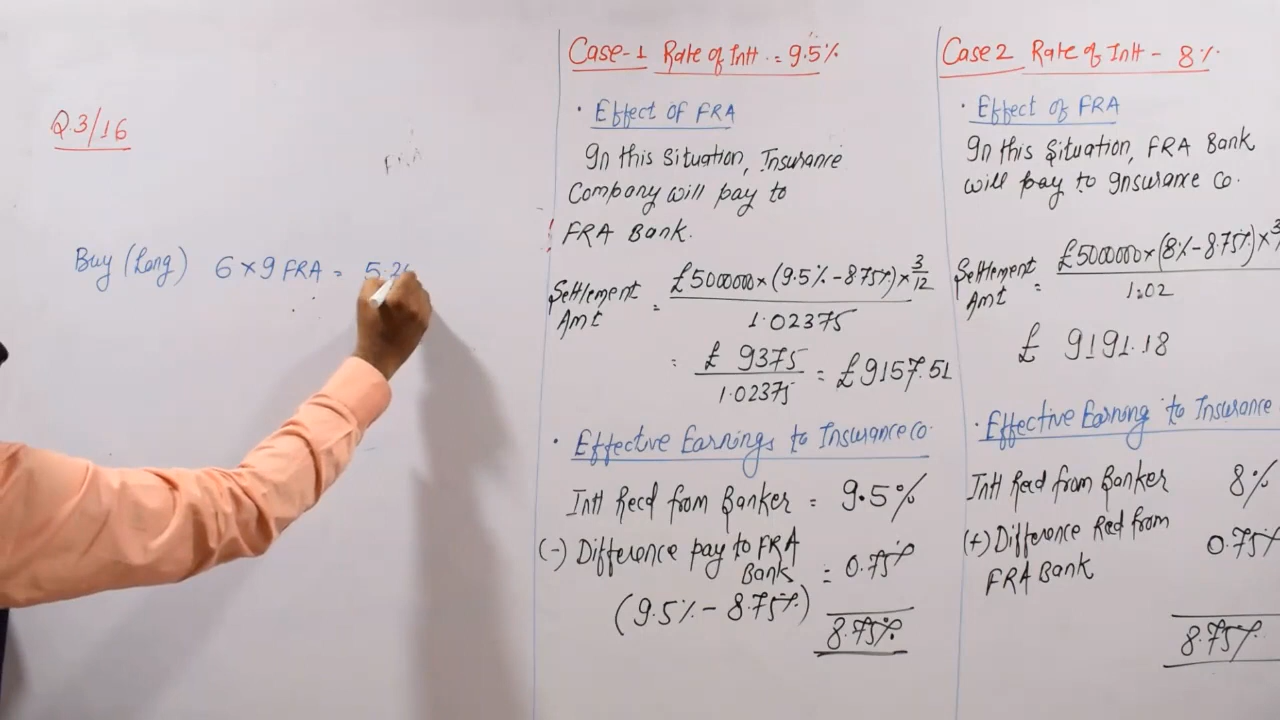 Q.3/16
Buy (Long) 6×9 FRA = 5.2
Case-1 Rate of Intt. = 9.5%
• Effect of FRA
In this situation, Insurance
Company will pay to
FRA Bank.
Settlement Amt = £5000000×(9.5%-8.75%)×3/12
1.02375
= £ 9375 / 1.02375 = £9157.51
• Effective Earnings to Insurance Co.
Intt Recd from Banker = 9.5%
(-) Difference pay to FRA
Bank = 0.75%
(9.5%-8.75%)
8.75%
Case 2 Rate of Intt - 8%
• Effect of FRA
In this situation, FRA Bank
will pay to Insurance Co.
Settlement Amt = £5000000×(8%-8.75%)×3
1.02
£ 9191.18
• Effective Earning to Insurance
Intt Recd from Banker 8%
(+) Difference Recd from
FRA Bank 0.75%
8.75%